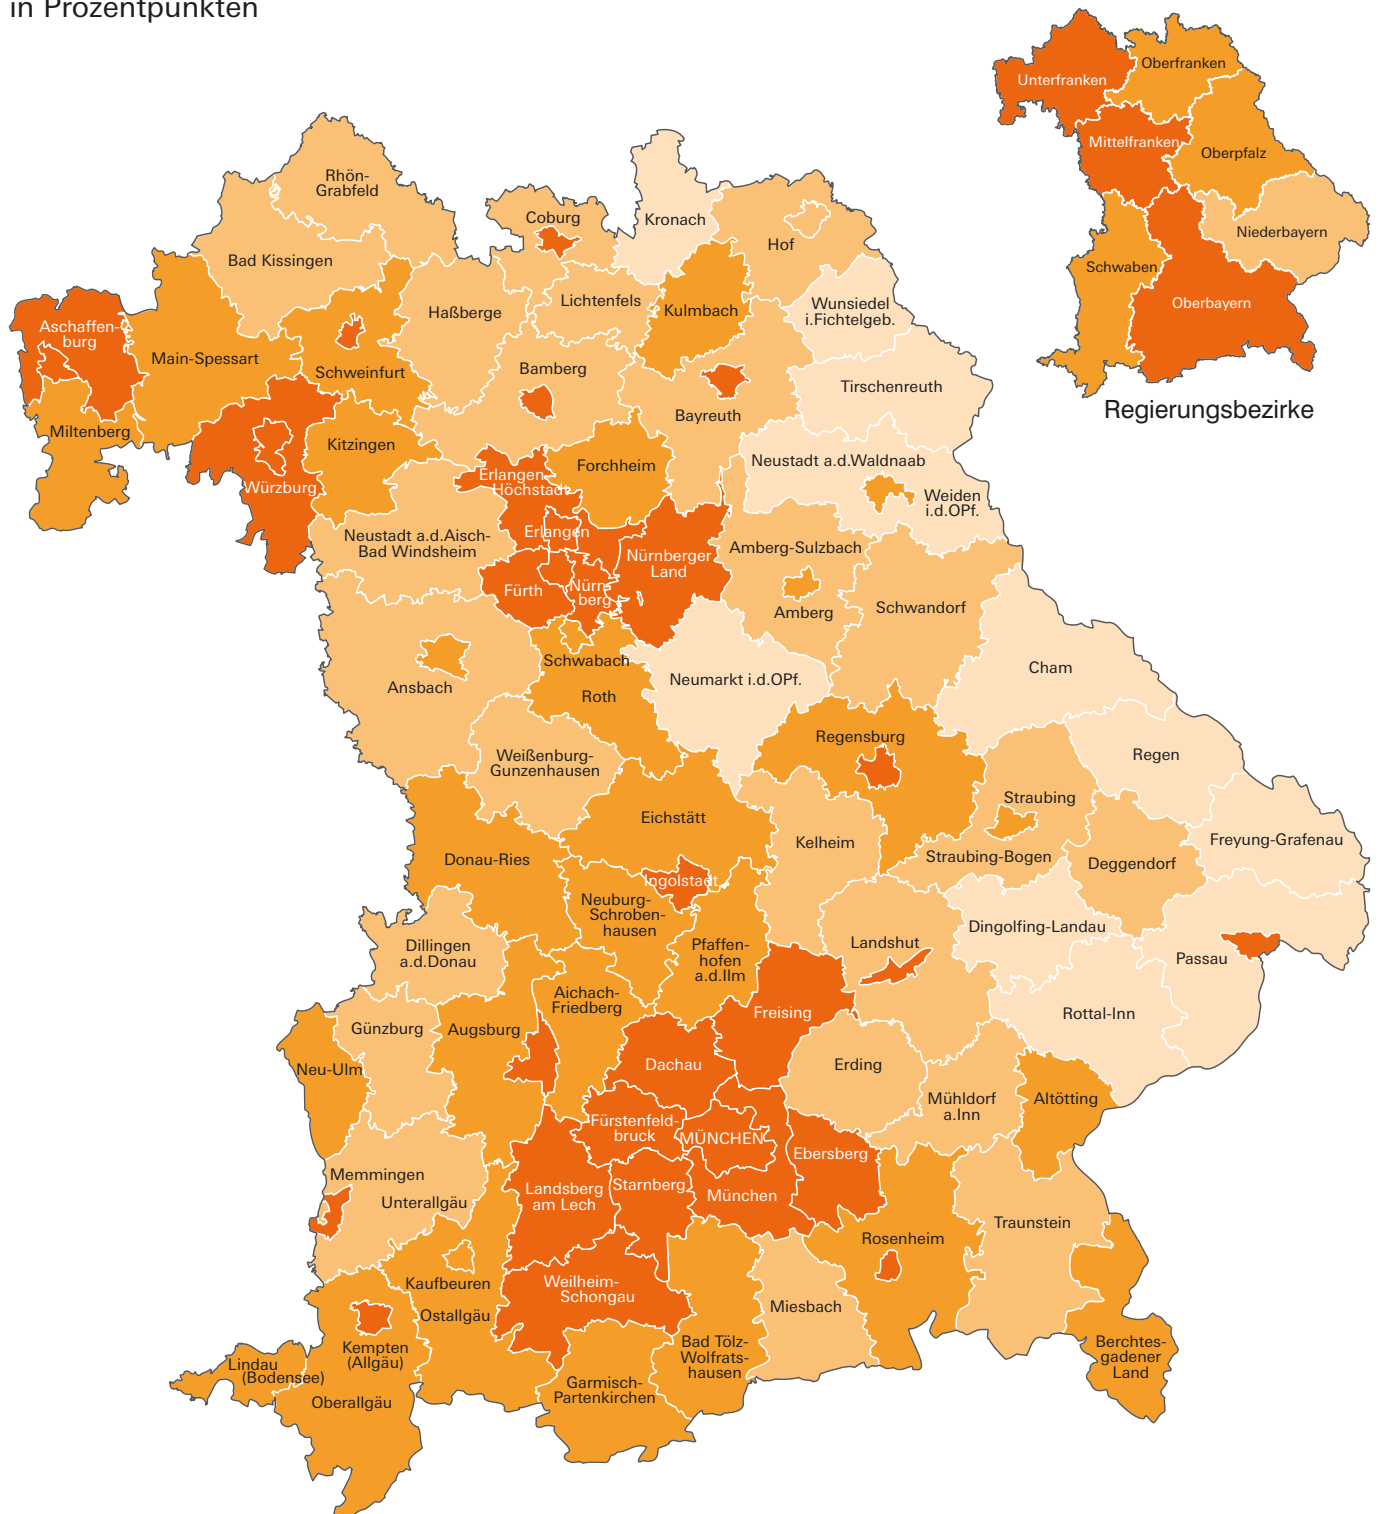 in Prozentpunkten
Unterfranken
Oberfranken
Mittelfranken
Oberpfalz
Niederbayern
Schwaben
Oberbayern
Regierungsbezirke
Rhön-
Grabfeld
Coburg
Kronach
Hof
Bad Kissingen
Lichtenfels
Haßberge
Kulmbach
Wunsiedel
i.Fichtelgeb.
Aschaffen-
burg
Main-Spessart
Schweinfurt
Bamberg
Tirschenreuth
Bayreuth
Miltenberg
Kitzingen
Forchheim
Neustadt a.d.Waldnaab
Weiden
i.d.OPf.
Würzburg
Erlangen-
Höchstadt
Neustadt a.d.Aisch-
Bad Windsheim
Erlangen
Nürnberger
Land
Amberg-Sulzbach
Fürth
Nürn-
berg
Amberg
Schwandorf
Schwabach
Ansbach
Roth
Neumarkt i.d.OPf.
Cham
Regensburg
Weißenburg-
Gunzenhausen
Regen
Straubing
Eichstätt
Kelheim
Freyung-Grafenau
Donau-Ries
Straubing-Bogen
Deggendorf
Ingolstadt
Neuburg-
Schroben-
hausen
Dingolfing-Landau
Dillingen
a.d.Donau
Pfaffen-
hofen
a.d.Ilm
Landshut
Passau
Aichach-
Friedberg
Freising
Rottal-Inn
Günzburg
Augsburg
Neu-Ulm
Dachau
Erding
Mühldorf
a.Inn
Altötting
Fürstenfeld-
bruck
MÜNCHEN
Ebersberg
Memmingen
Unterallgäu
Landsberg
am Lech
Starnberg
München
Traunstein
Rosenheim
Kaufbeuren
Weilheim-
Schongau
Ostallgäu
Miesbach
Kempten
(Allgäu)
Bad Tölz-
Wolfrats-
hausen
Berchtes-
gadener
Land
Lindau
(Bodensee)
Garmisch-
Partenkirchen
Oberallgäu